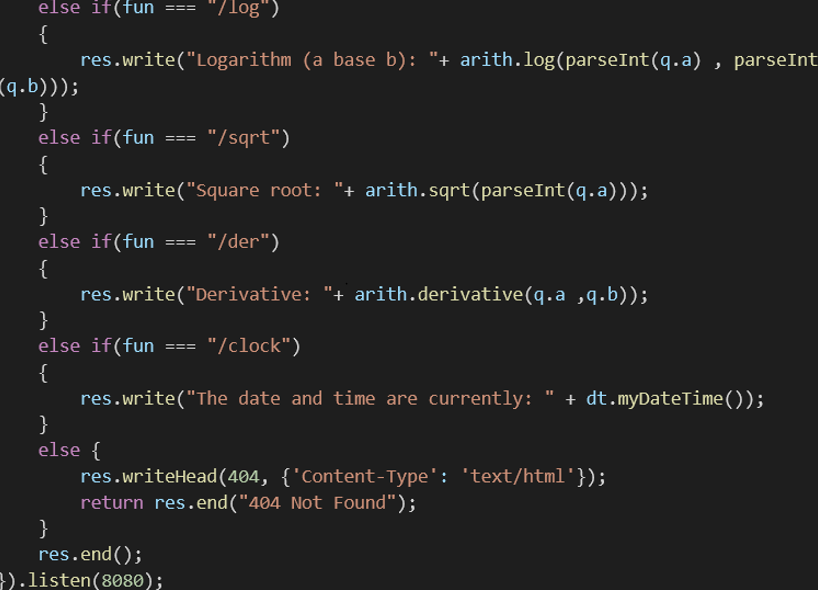 else if(fun === "/log")
{
res.write("Logarithm (a base b): "+ arith.log(parseInt(q.a) , parseInt
(q.b)));
}
else if(fun === "/sqrt")
{
res.write("Square root: "+ arith.sqrt(parseInt(q.a)));
}
else if(fun === "/der")
{
res.write("Derivative: "+ arith.derivative(q.a ,q.b));
}
else if(fun === "/clock")
{
res.write("The date and time are currently: " + dt.myDateTime());
}
else {
res.writeHead(404, {'Content-Type': 'text/html'});
return res.end("404 Not Found");
}
res.end();
}).listen(8080);